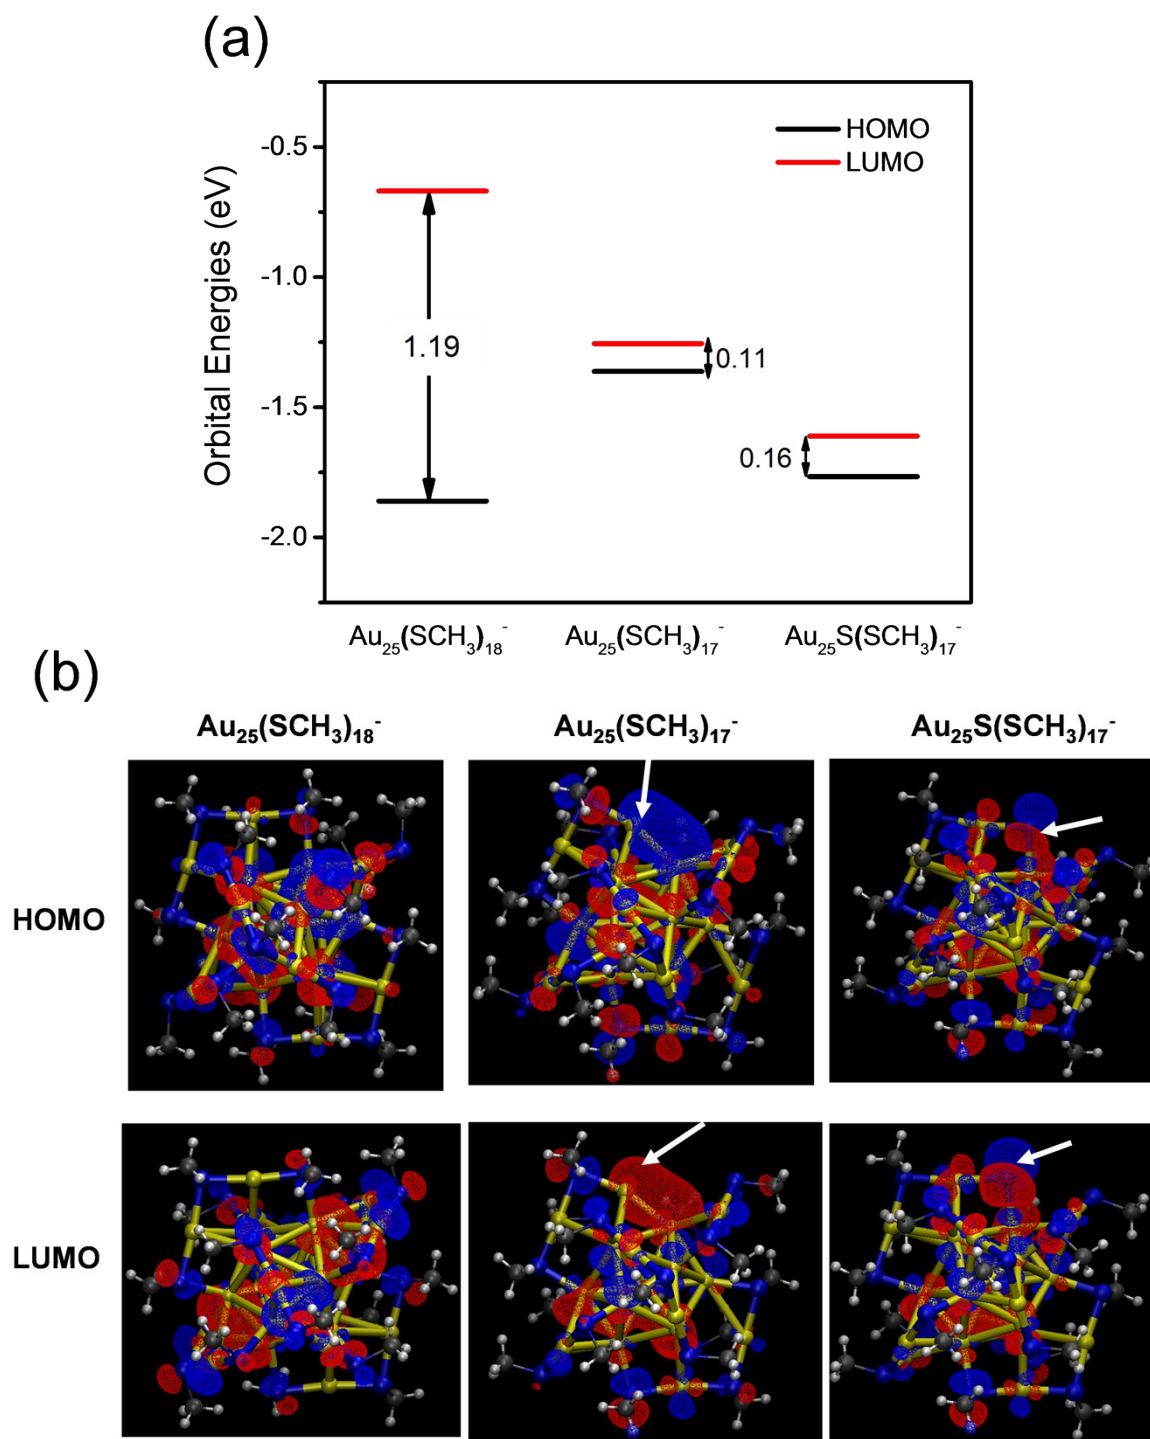 (a)
HOMO
LUMO
-0.5
-1.0
-1.5
-2.0
Orbital Energies (eV)
1.19
0.11
0.16
Au₂₅(SCH₃)₁₈⁻ Au₂₅(SCH₃)₁₇⁻ Au₂₅S(SCH₃)₁₇⁻
(b)
Au₂₅(SCH₃)₁₈⁻ Au₂₅(SCH₃)₁₇⁻ Au₂₅S(SCH₃)₁₇⁻
HOMO
LUMO